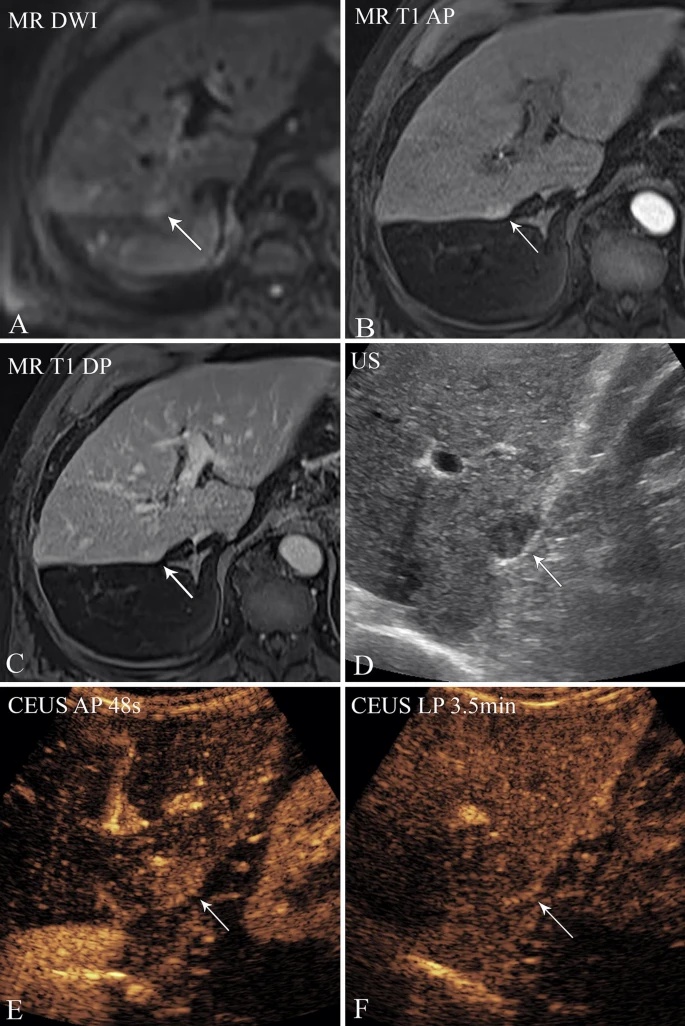 MR DWI
A
MR T1 AP
B
MR T1 DP
C
US
D
CEUS AP 48s
E
CEUS LP 3.5min
F